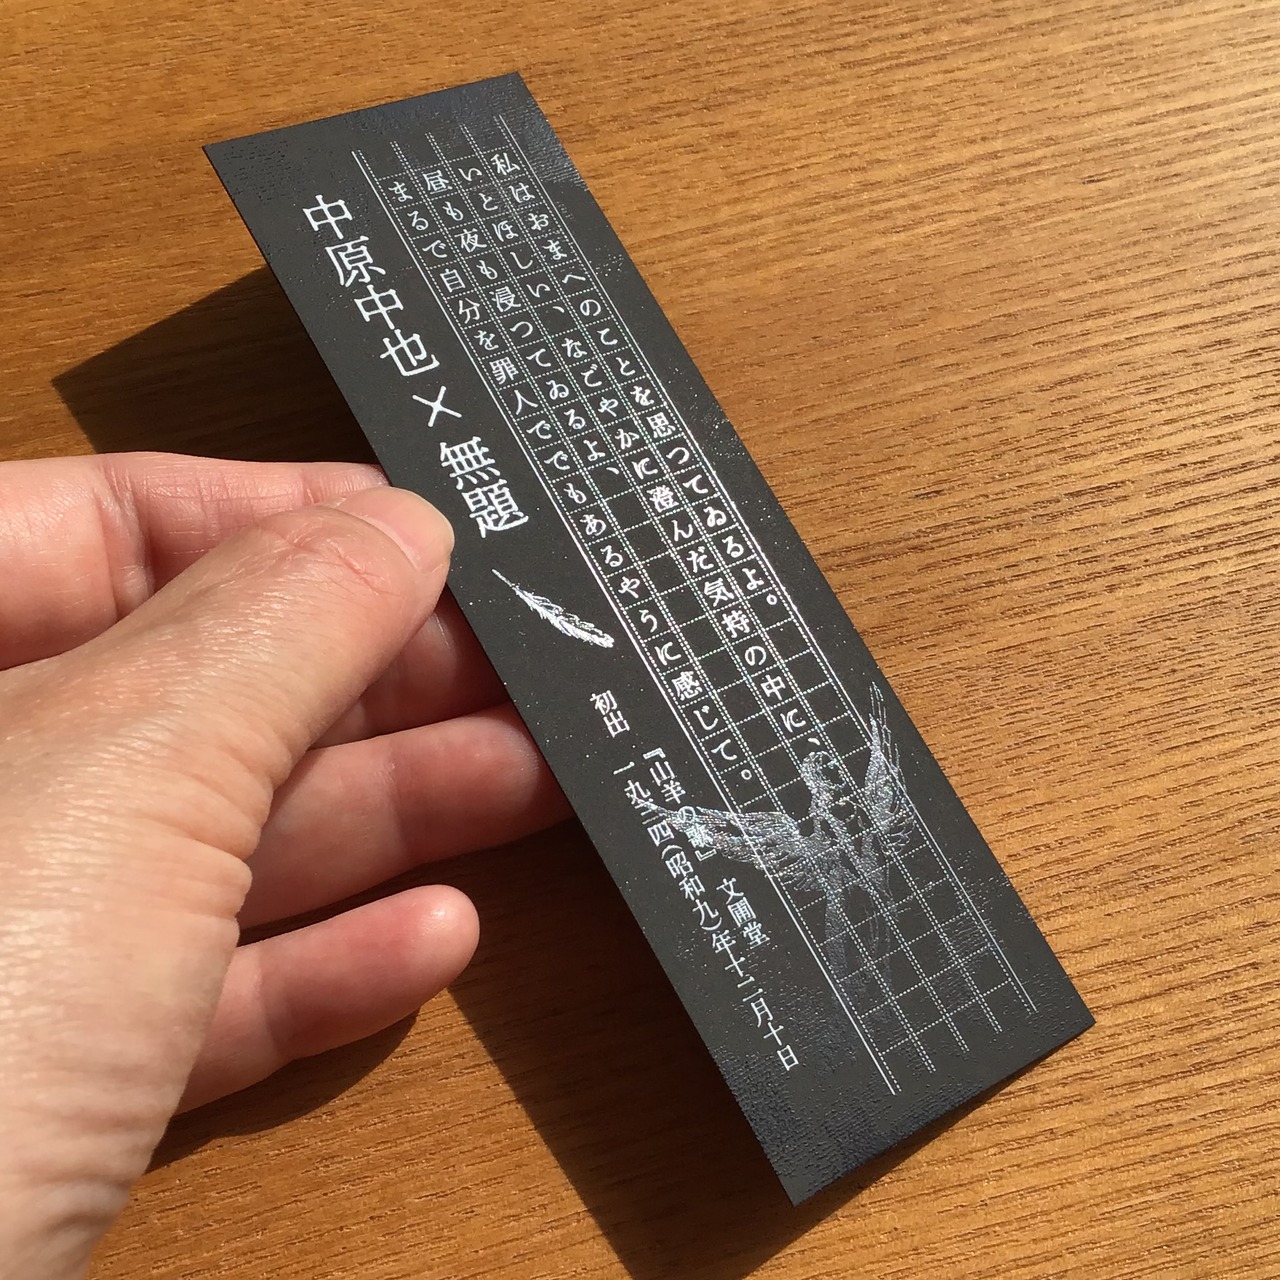 私はおまへのことを思つてゐるよ。
いとほしい、なごやかに澄んだ気持の中に、
昼も夜も浸つてゐるよ、
まるで自分を罪人ででもあるやうに感じて。
中原中也×無題
初出
『山羊の歌』 文圃堂
一九三四(昭和九)年十二月十日